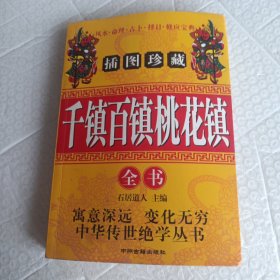 风水·命理·占卜·择日·预测宝典
插图珍藏
千镇百镇桃花镇
全书
石居道人 主编
寓意深远 变化无穷
中华传世绝学丛书
中州古籍出版社